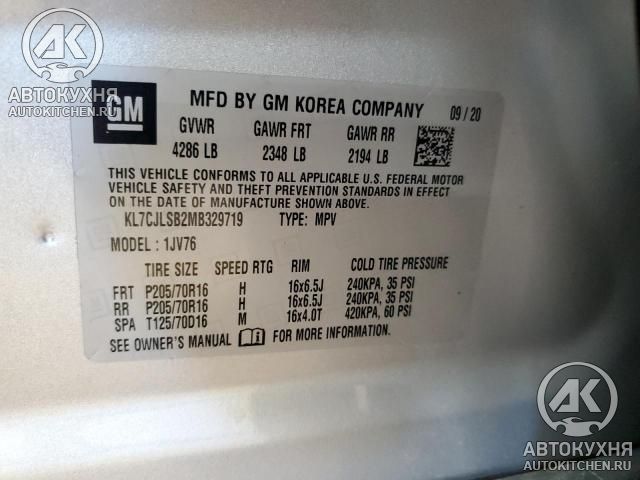 АВТОКУХНЯ
AUTOKITCHEN.RU
GM
MFD BY GM KOREA COMPANY 09/20
GVWR GAWR FRT GAWR RR
4286 LB 2348 LB 2194 LB
THIS VEHICLE CONFORMS TO ALL APPLICABLE U.S. FEDERAL MOTOR
VEHICLE SAFETY AND THEFT PREVENTION STANDARDS IN EFFECT
ON THE DATE OF MANUFACTURE SHOWN ABOVE.
KL7CJLSB2MB329719 TYPE: MPV
MODEL : 1JV76
TIRE SIZE SPEED RTG RIM COLD TIRE PRESSURE
FRT P205/70R16 H 16x6.5J 240KPA, 35 PSI
RR P205/70R16 H 16x6.5J 240KPA, 35 PSI
SPA T125/70D16 M 16x4.0T 420KPA, 60 PSI
SEE OWNER'S MANUAL FOR MORE INFORMATION
AK
АВТОКУХНЯ
AUTOKITCHEN.RU